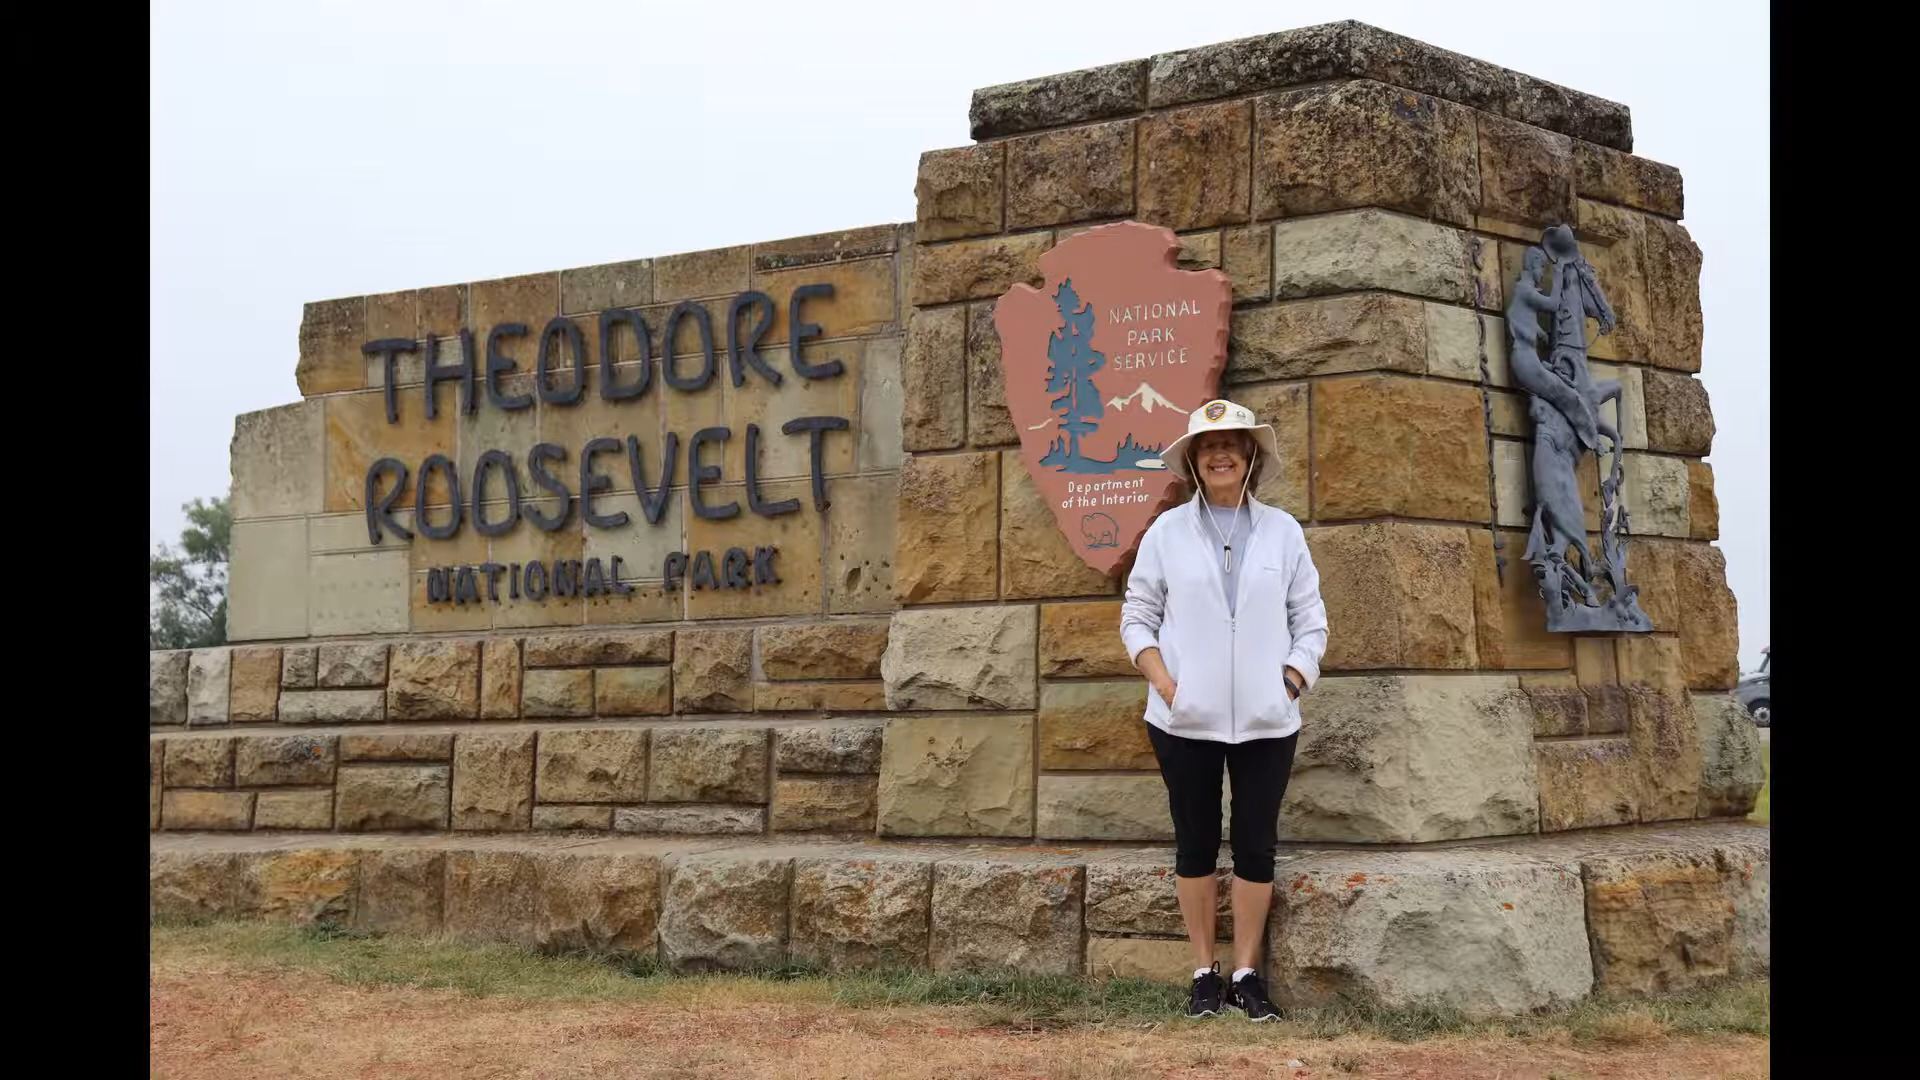 THEODORE
ROOSEVELT
NATIONAL PARK
NATIONAL
PARK
SERVICE
Department
of the Interior